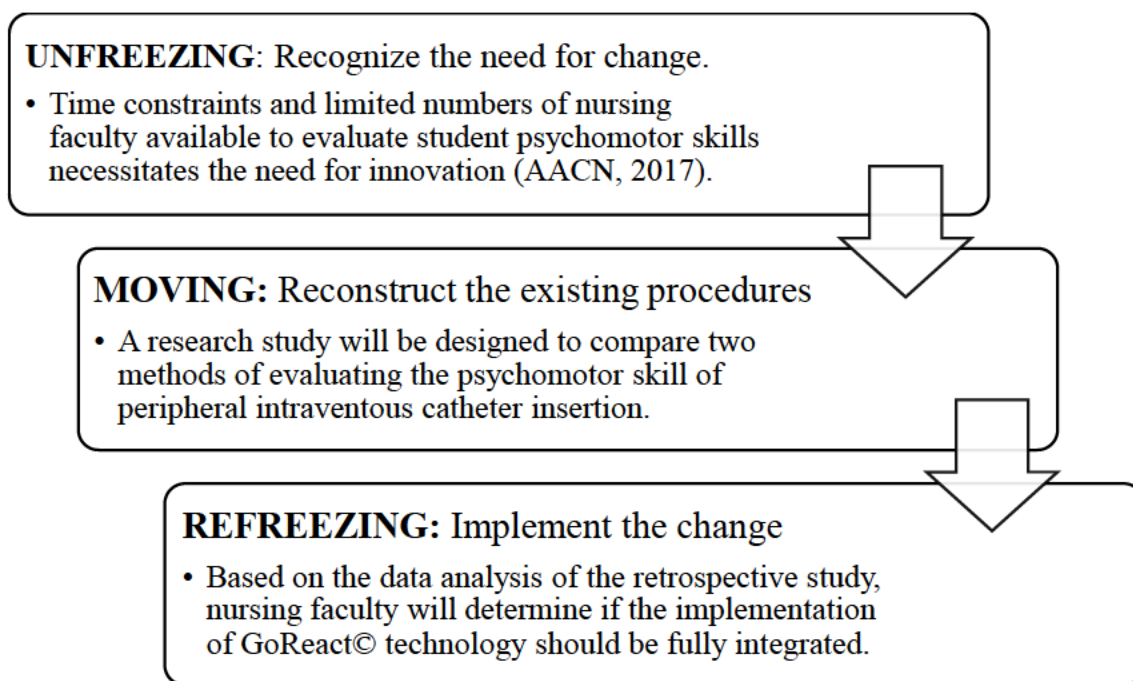 UNFREEZING: Recognize the need for change.
• Time constraints and limited numbers of nursing
faculty available to evaluate student psychomotor skills
necessitates the need for innovation (AACN, 2017).
MOVING: Reconstruct the existing procedures
• A research study will be designed to compare two
methods of evaluating the psychomotor skill of
peripheral intraventous catheter insertion.
REFREEZING: Implement the change
• Based on the data analysis of the retrospective study,
nursing faculty will determine if the implementation
of GoReact© technology should be fully integrated.